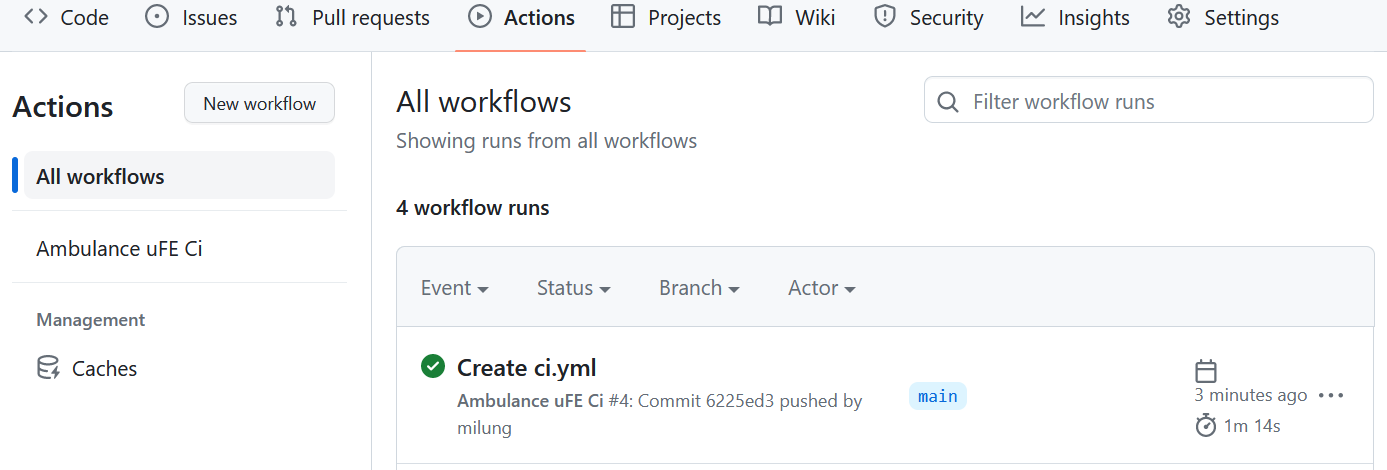 Code Issues Pull requests Actions Projects Wiki Security Insights Settings
Actions
New workflow
All workflows
Ambulance uFE Ci
Management
Caches
All workflows
Filter workflow runs
Showing runs from all workflows
4 workflow runs
Event Status Branch Actor
Create ci.yml
Ambulance uFE Ci #4: Commit 6225ed3 pushed by
milung
main
3 minutes ago
1m 14s